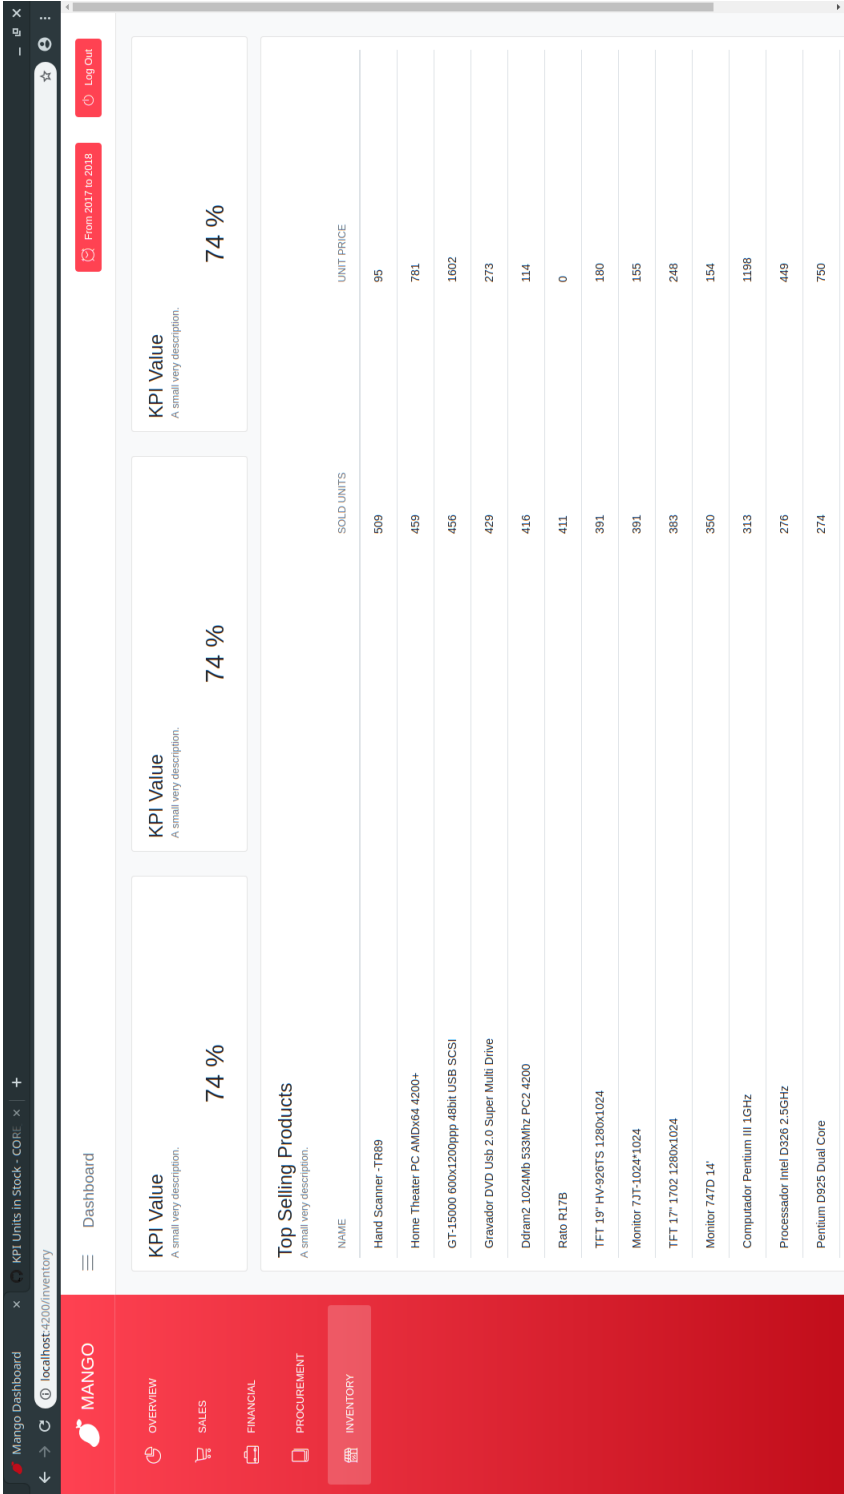 Mango Dashboard
KPI Units in Stock - CORE
localhost:4200/inventory
MANGO
OVERVIEW
SALES
FINANCIAL
PROCUREMENT
INVENTORY
Dashboard
From 2017 to 2018
Log Out
KPI Value
A small very description.
74 %
KPI Value
A small very description.
74 %
KPI Value
A small very description.
74 %
Top Selling Products
A small very description.
NAME SOLD UNITS UNIT PRICE
Hand Scanner -TR89 509 95
Home Theater PC AMDx64 4200+ 459 781
GT-15000 600x1200ppp 48bit USB SCSI 456 1602
Gravador DVD Usb 2.0 Super Multi Drive 429 273
Ddram2 1024Mb 533Mhz PC2 4200 416 114
Rato R17B 411 0
TFT 19" HV-926TS 1280x1024 391 180
Monitor 7JT-1024*1024 391 155
TFT 17" 1702 1280x1024 383 248
Monitor 747D 14' 350 154
Computador Pentium III 1GHz 313 1198
Processador Intel D326 2.5GHz 276 449
Pentium D925 Dual Core 274 750